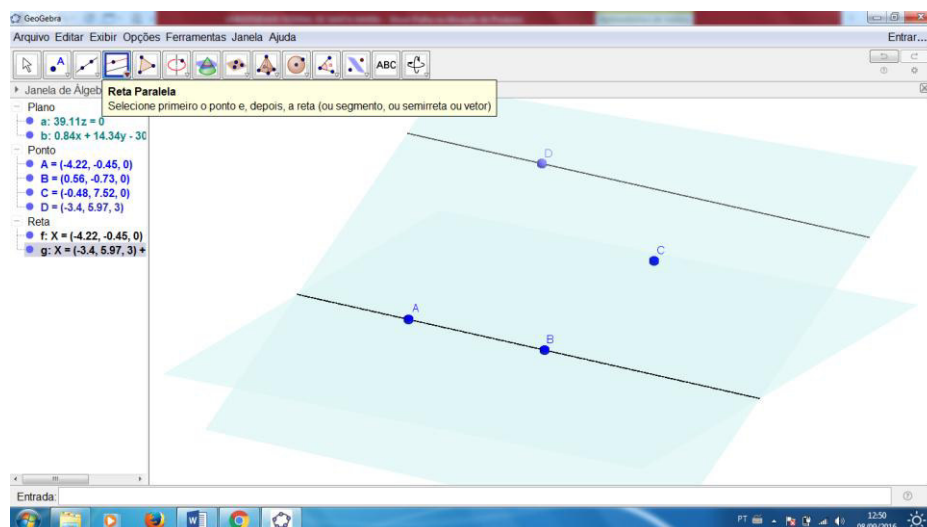 GeoGebra
Arquivo Editar Exibir Opções Ferramentas Janela Ajuda
Entrar...
ABC
Janela de Álgeb
Reta Paralela
Selecione primeiro o ponto e, depois, a reta (ou segmento, ou semirreta ou vetor)
Plano
a: 39.11z = 0
b: 0.84x + 14.34y - 30
Ponto
A = (-4.22, -0.45, 0)
B = (0.56, -0.73, 0)
C = (-0.48, 7.52, 0)
D = (-3.4, 5.97, 3)
Reta
f: X = (-4.22, -0.45, 0)
g: X = (-3.4, 5.97, 3) +
D
C
A
B
Entrada:
PT
12:50
08/09/2016